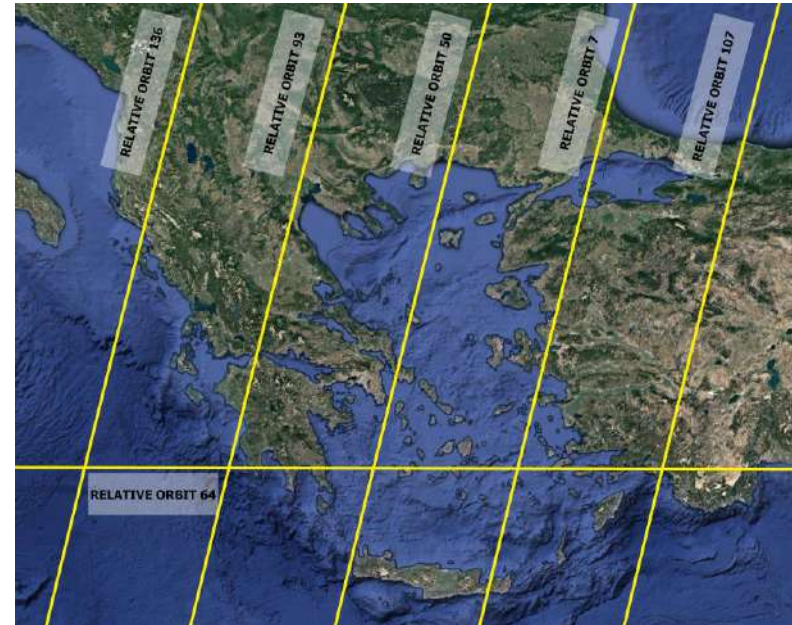 RELATIVE ORBIT 136
RELATIVE ORBIT 93
RELATIVE ORBIT 50
RELATIVE ORBIT 7
RELATIVE ORBIT 107
RELATIVE ORBIT 64